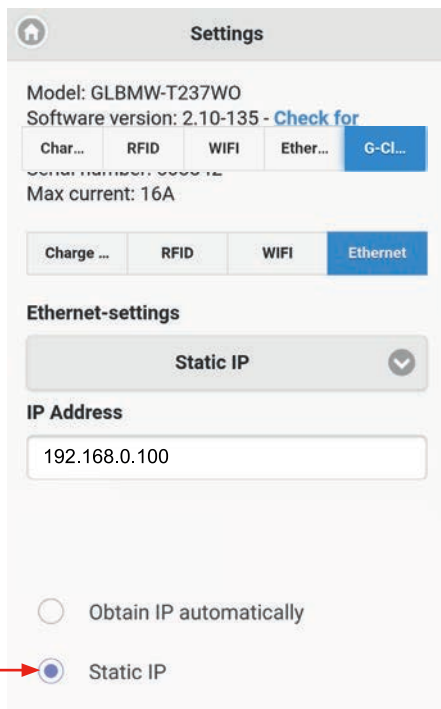 Settings
Model: GLBMW-T237WO
Software version: 2.10-135 - Check for
Char... RFID WIFI Ether... G-Cl...
Max current: 16A
Charge ... RFID WIFI Ethernet
Ethernet-settings
Static IP
IP Address
192.168.0.100
Obtain IP automatically
Static IP